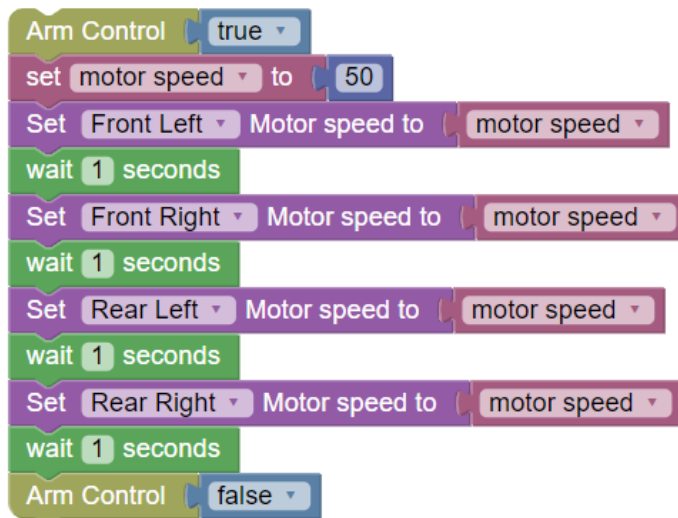 Arm Control true
set motor speed to 50
Set Front Left Motor speed to motor speed
wait 1 seconds
Set Front Right Motor speed to motor speed
wait 1 seconds
Set Rear Left Motor speed to motor speed
wait 1 seconds
Set Rear Right Motor speed to motor speed
wait 1 seconds
Arm Control false